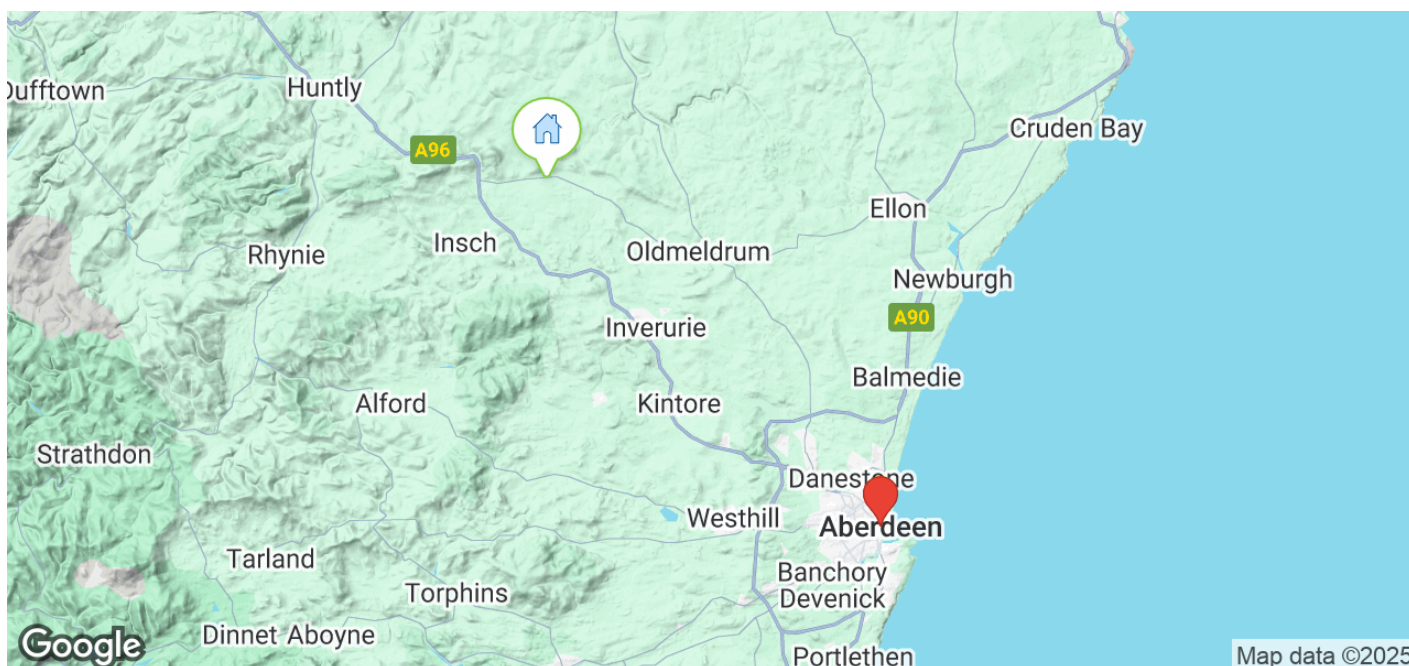 Huntly
Dufftown
Cruden Bay
A96
Ellon
Insch
Oldmeldrum
Rhynie
Newburgh
A90
Inverurie
Balmedie
Alford
Kintore
Strathdon
Danestone
Westhill
Aberdeen
Tarland
Banchory
Devenick
Torphins
Dinnet
Aboyne
Portlethen
Google
Map data ©2025